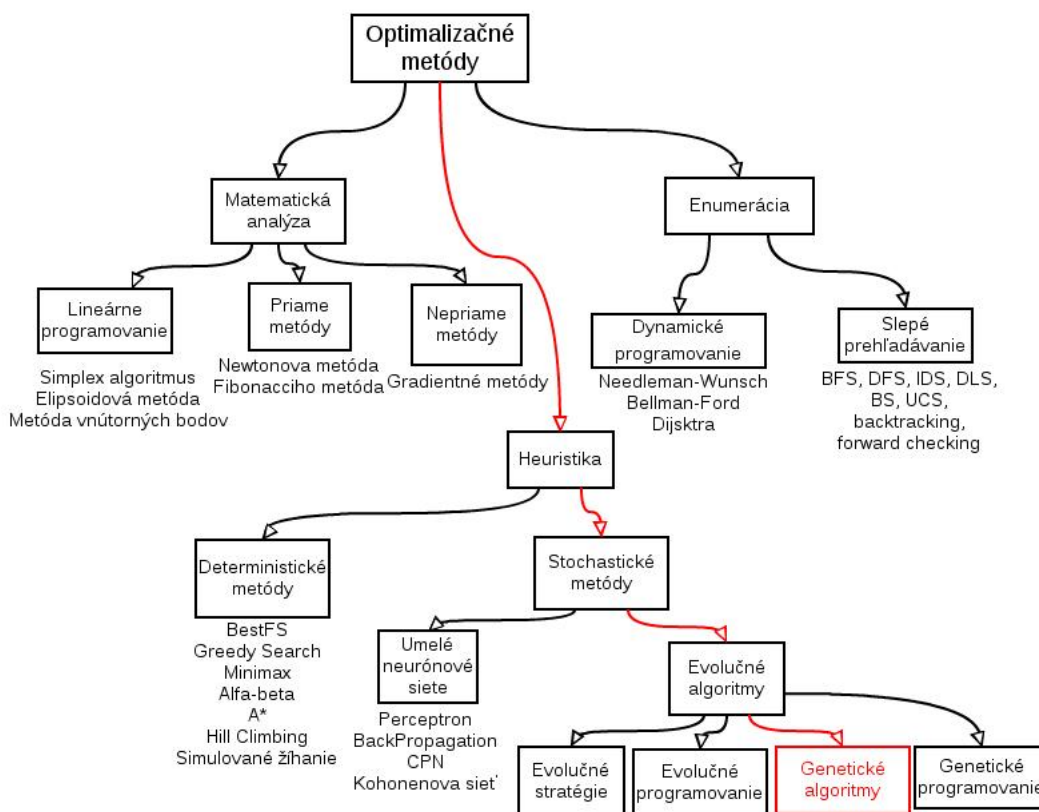 Optimalizačné
metódy
Matematická
analýza
Enumerácia
Lineárne
programovanie
Simplex algoritmus
Elipsoidová metóda
Metóda vnútorných bodov
Priame
metódy
Newtonova metóda
Fibonacciho metóda
Nepriame
metódy
Gradientné metódy
Dynamické
programovanie
Needleman-Wunsch
Bellman-Ford
Dijsktra
Slepé
prehľadávanie
BFS, DFS, IDS, DLS,
BS, UCS,
backtracking,
forward checking
Heuristika
Deterministické
metódy
BestFS
Greedy Search
Minimax
Alfa-beta
A*
Hill Climbing
Simulované žíhanie
Stochastické
metódy
Umelé
neurónové
siete
Perceptron
BackPropagation
CPN
Kohonenova sieť
Evolučné
algoritmy
Evolučné
stratégie
Evolučné
programovanie
Genetické
algoritmy
Genetické
programovanie